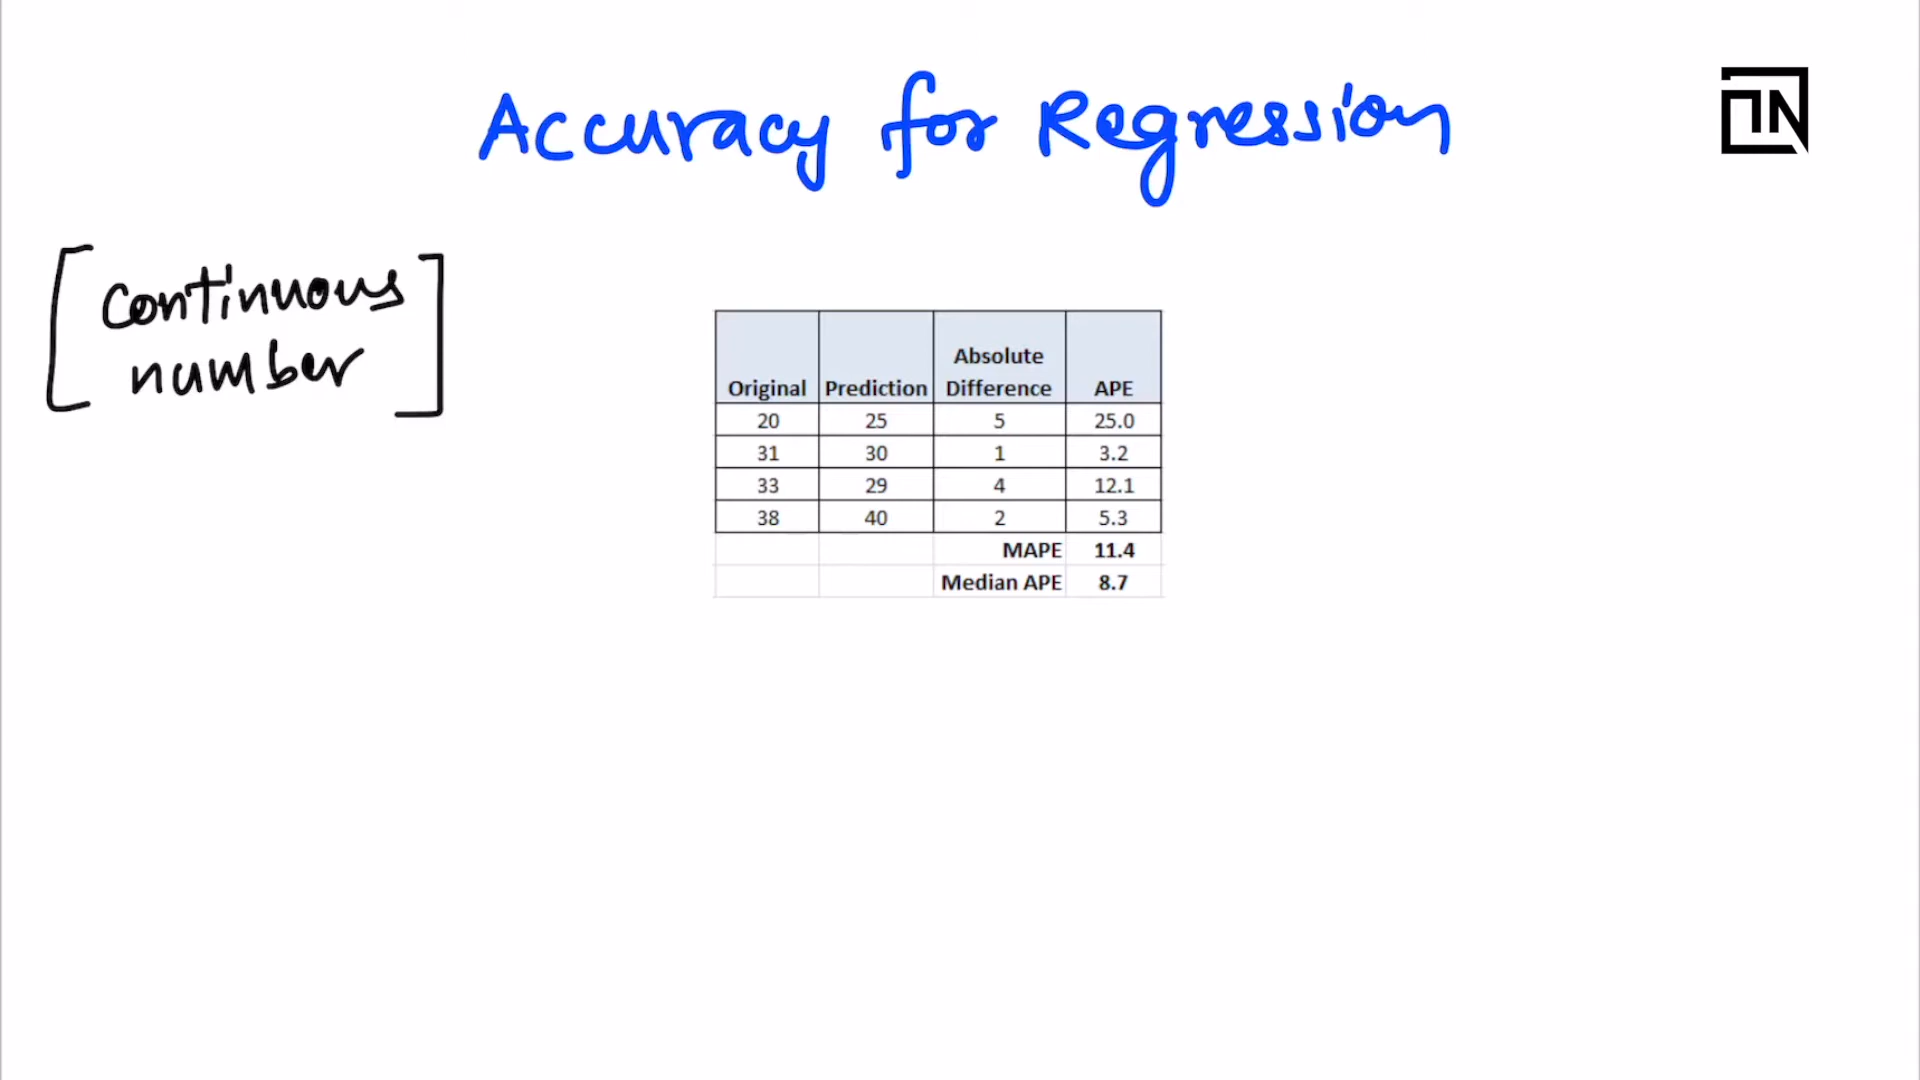 Accuracy for Regression
continuous
number
Original Prediction Absolute Difference APE
20 25 5 25.0
31 30 1 3.2
33 29 4 12.1
38 40 2 5.3
MAPE 11.4
Median APE 8.7